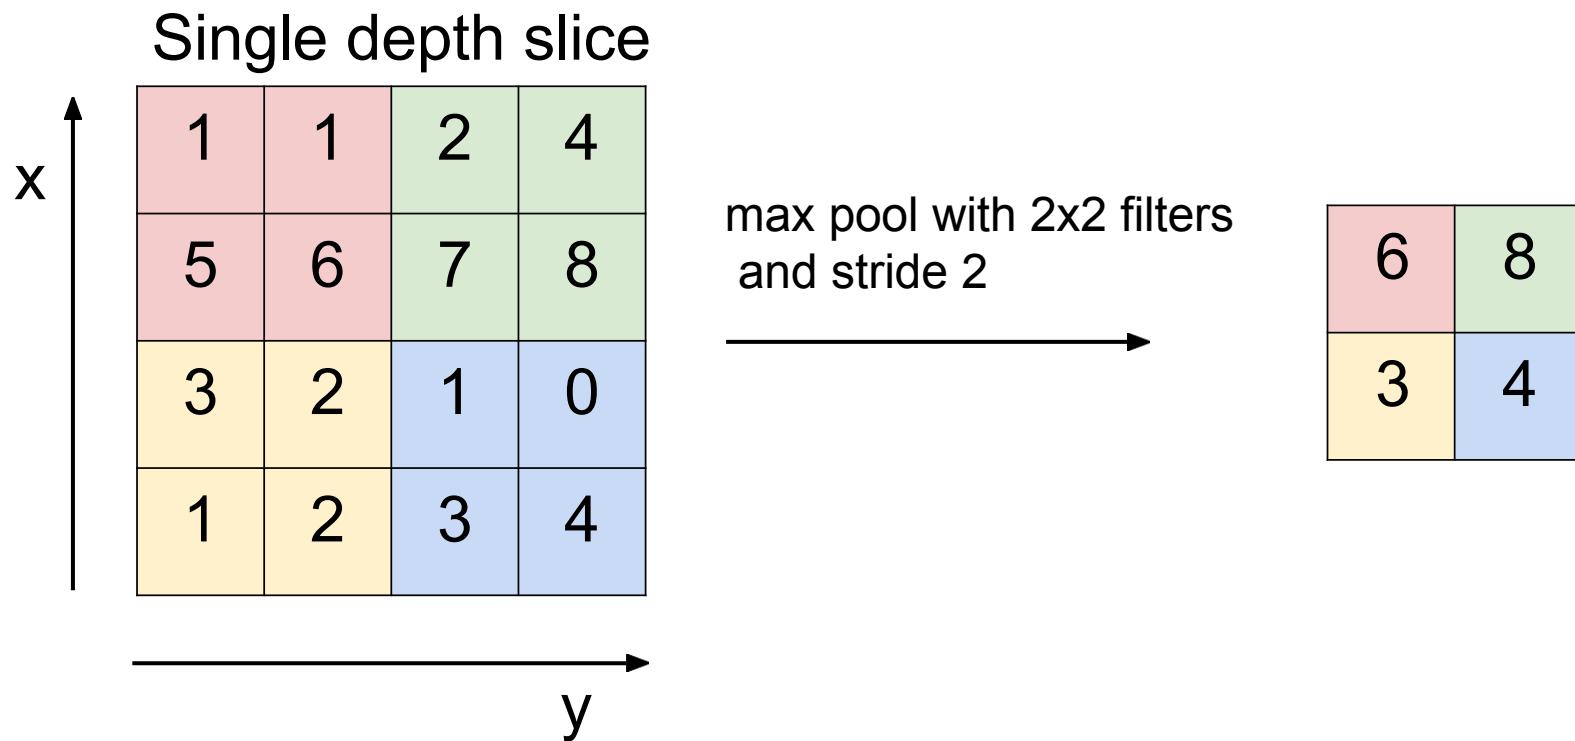 Single depth slice
x
1 1 2 4
5 6 7 8
3 2 1 0
1 2 3 4
y
max pool with 2x2 filters
and stride 2
6 8
3 4